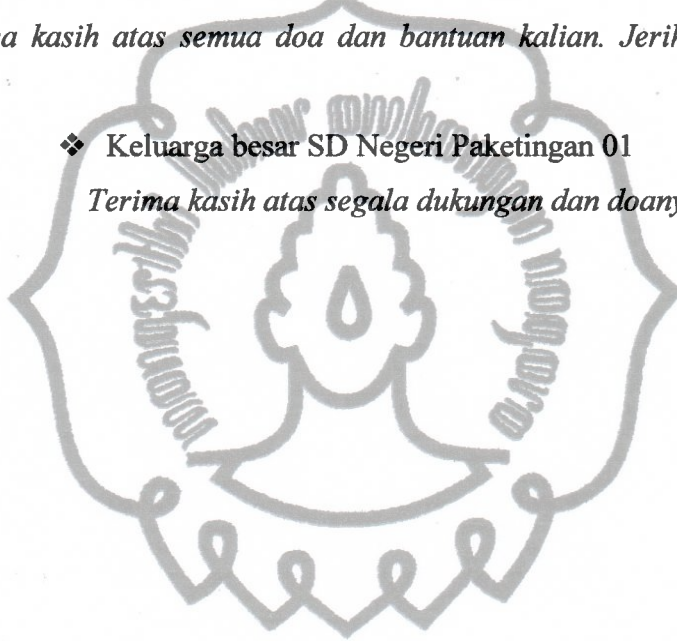 a kasih atas semua doa dan bantuan kalian. Jerih
❖ Keluarga besar SD Negeri Paketingan 01
Terima kasih atas segala dukungan dan doany